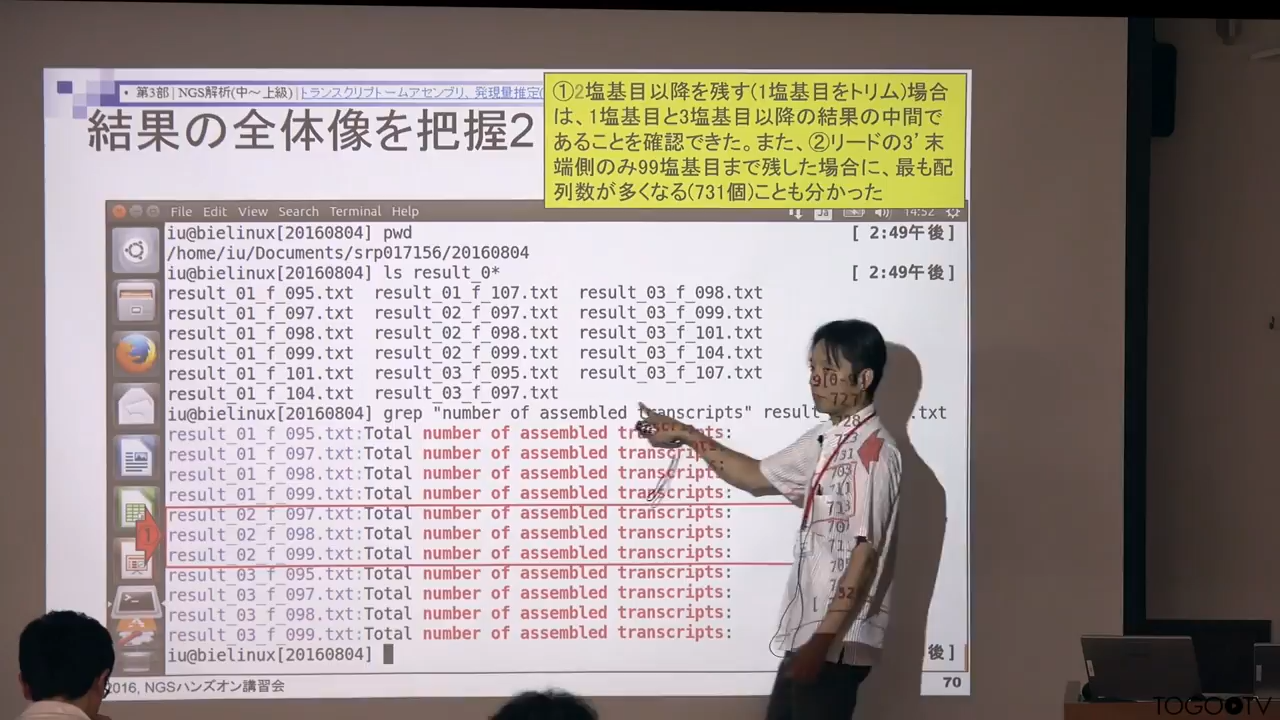 • 第3部 | NGS解析(中～上級) | トランスクリプトームアセンブリ、発現量推定(
結果の全体像を把握2
①2塩基目以降を残す(1塩基目をトリム)場合
は、1塩基目と3塩基目以降の結果の中間で
あることを確認できた。また、②リードの3'末
端側のみ99塩基目まで残した場合に、最も配
列数が多くなる(731個)ことも分かった
File Edit View Search Terminal Help
Ja 14:52
iu@bielinux[20160804] pwd [ 2:49午後]
/home/iu/Documents/srp017156/20160804
iu@bielinux[20160804] ls result_0* [ 2:49午後]
result_01_f_095.txt result_01_f_107.txt result_03_f_098.txt
result_01_f_097.txt result_02_f_097.txt result_03_f_099.txt
result_01_f_098.txt result_02_f_098.txt result_03_f_101.txt
result_01_f_099.txt result_02_f_099.txt result_03_f_104.txt
result_01_f_101.txt result_03_f_095.txt result_03_f_107.txt
result_01_f_104.txt result_03_f_097.txt
iu@bielinux[20160804] grep "number of assembled transcripts" result .txt
result_01_f_095.txt:Total number of assembled transcripts: 727
result_01_f_097.txt:Total number of assembled transcripts: 728
result_01_f_098.txt:Total number of assembled transcripts: 723
result_01_f_099.txt:Total number of assembled transcripts: 731
result_02_f_097.txt:Total number of assembled transcripts: 703
result_02_f_098.txt:Total number of assembled transcripts: 711
result_02_f_099.txt:Total number of assembled transcripts: 713
result_03_f_095.txt:Total number of assembled transcripts: 707
result_03_f_097.txt:Total number of assembled transcripts:
result_03_f_098.txt:Total number of assembled transcripts:
result_03_f_099.txt:Total number of assembled transcripts:
1
iu@bielinux[20160804] 後]
2016, NGSハンズオン講習会
70
TOGOTV